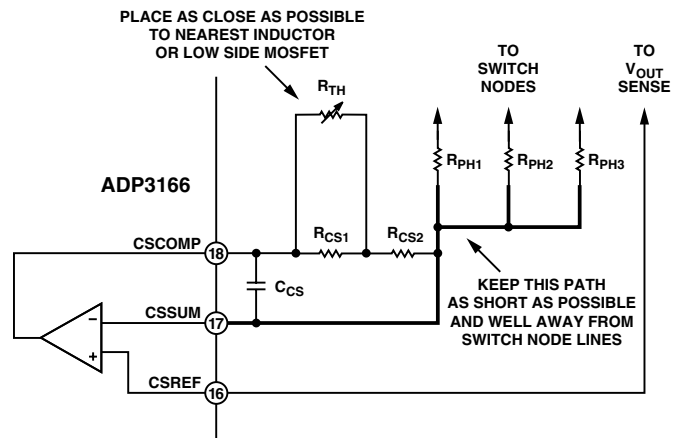 PLACE AS CLOSE AS POSSIBLE
TO NEAREST INDUCTOR
OR LOW SIDE MOSFET
TO
SWITCH
NODES
TO
VOUT
SENSE
RTH
RPH1
RPH2
RPH3
ADP3166
RCS1
RCS2
CSCOMP
18
CCS
KEEP THIS PATH
AS SHORT AS POSSIBLE
AND WELL AWAY FROM
SWITCH NODE LINES
CSSUM
17
CSREF
16